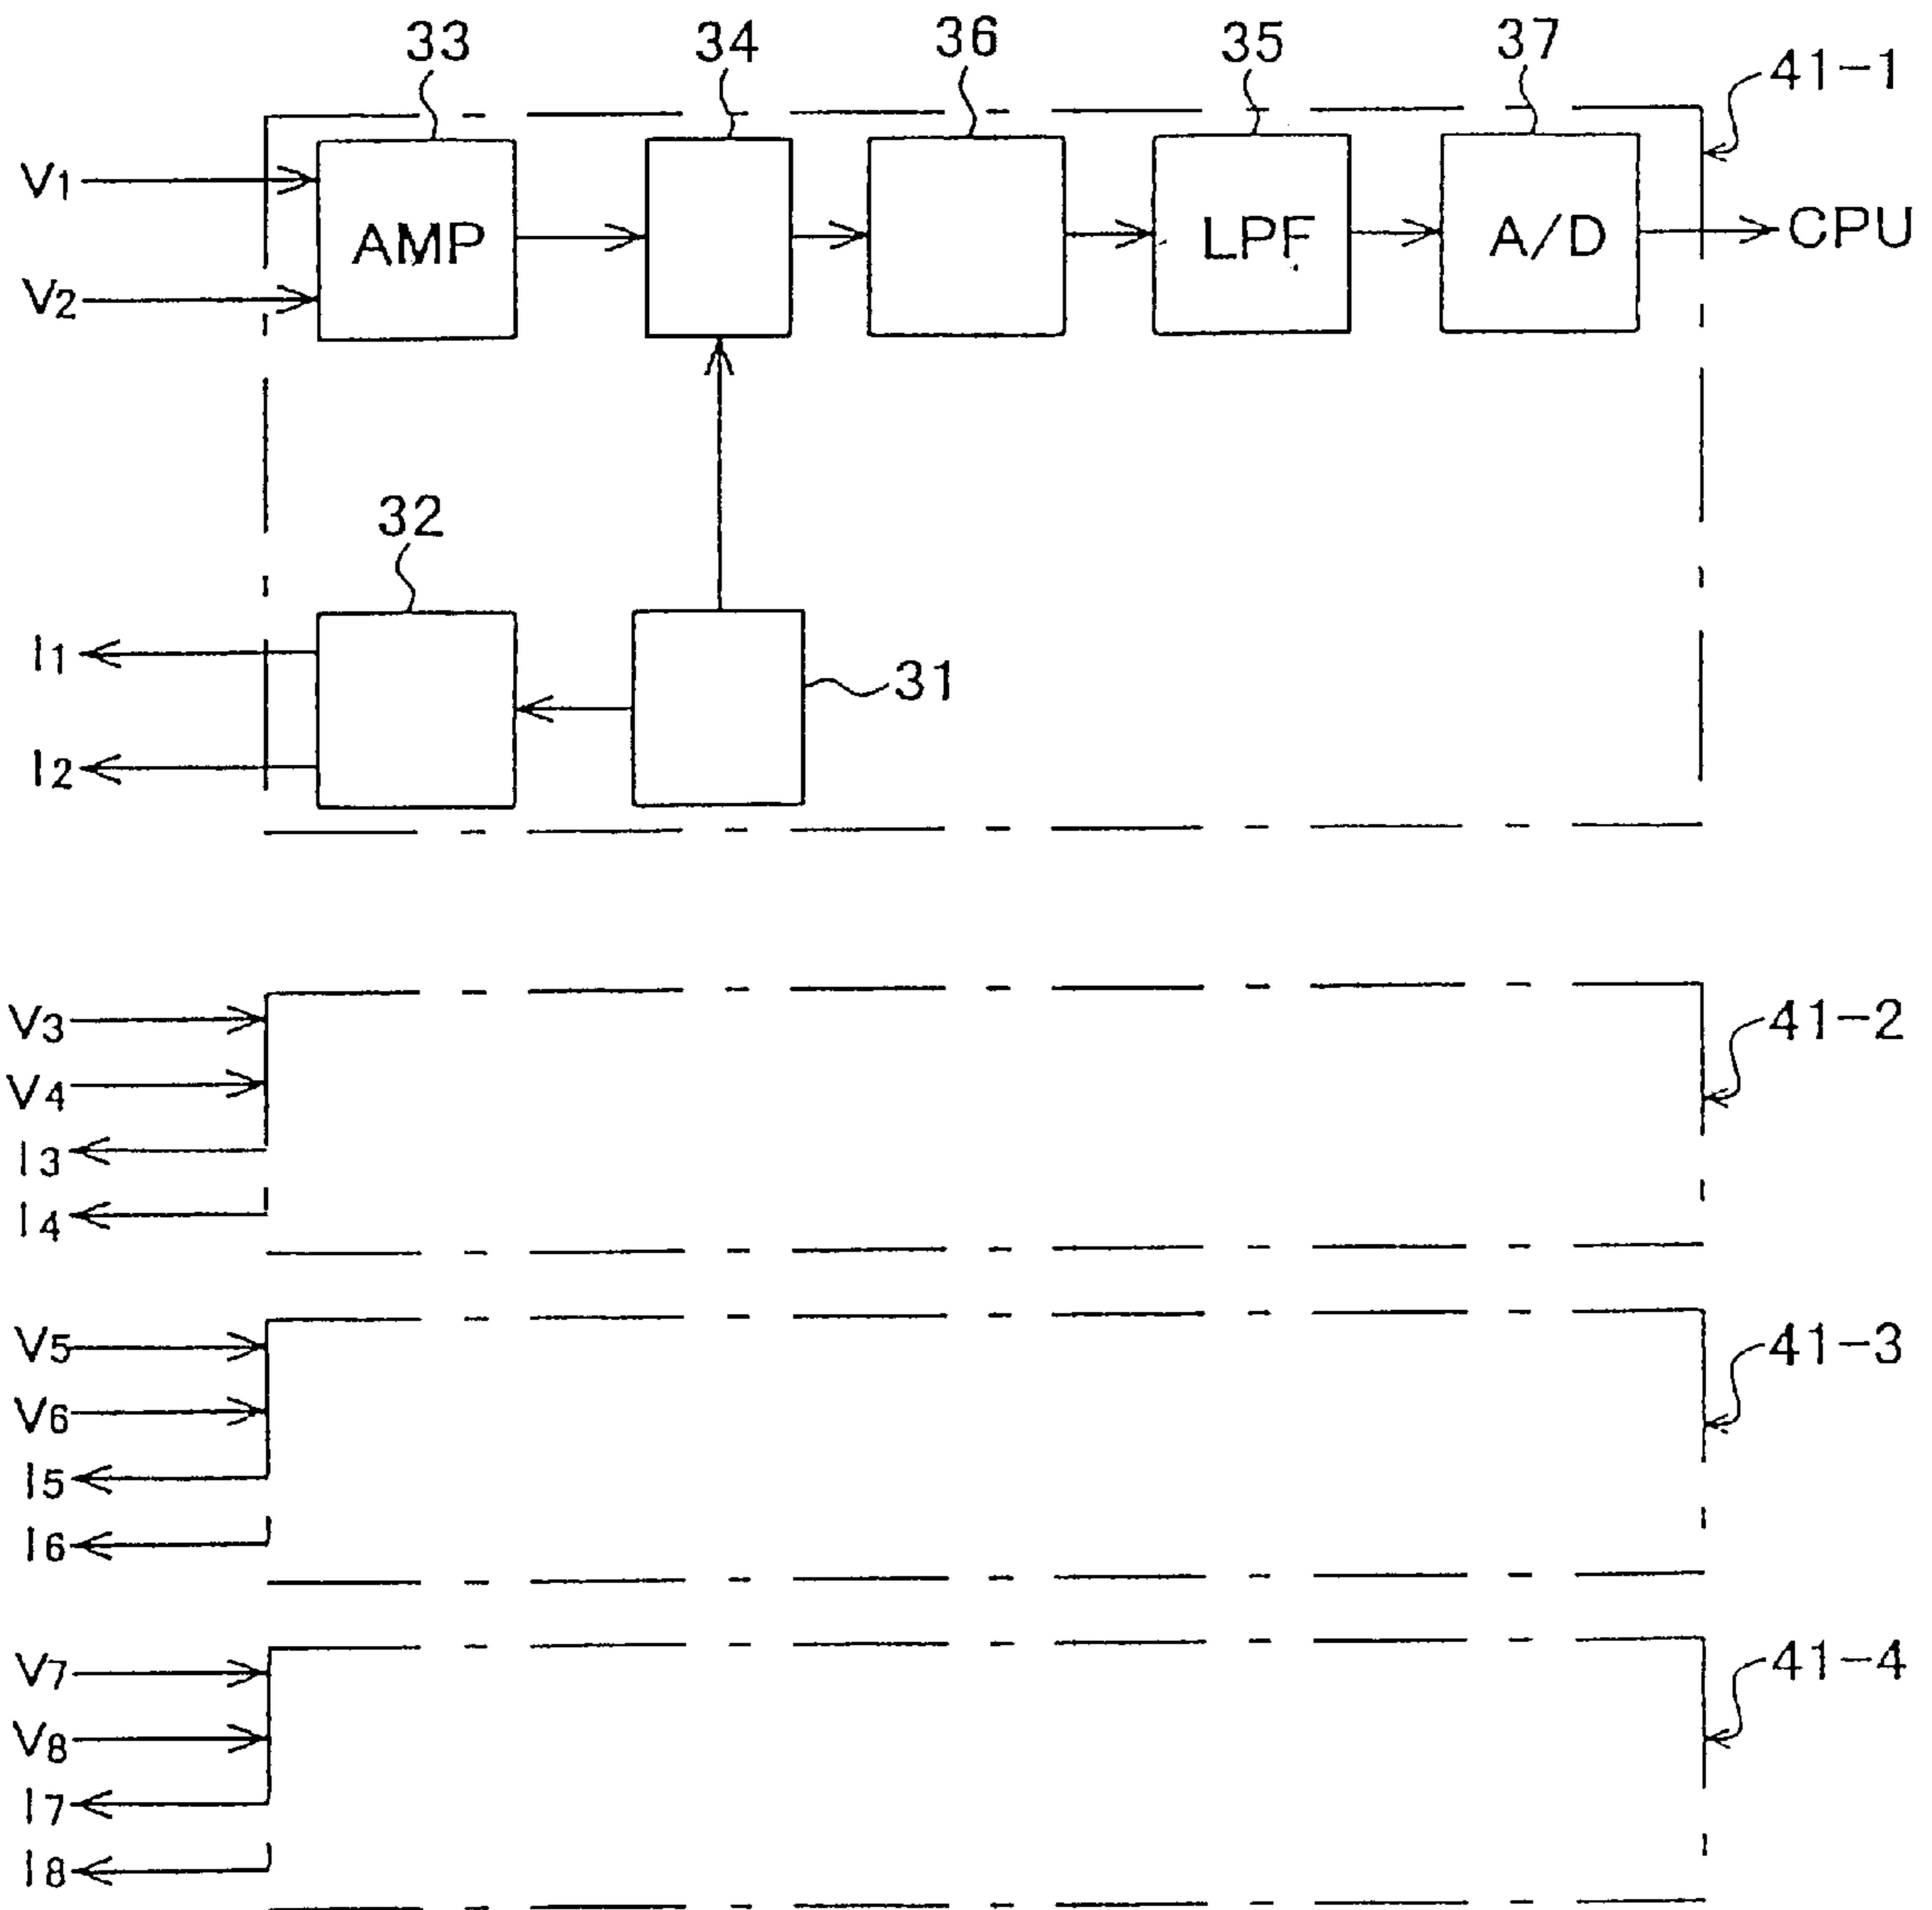 33 34 36 35 37 41-1
V1 AMP LPF A/D CPU
V2
32
I1 31
I2
V3 41-2
V4
I3
I4
V5 41-3
V6
I5
I6
V7 41-4
V8
I7
I8